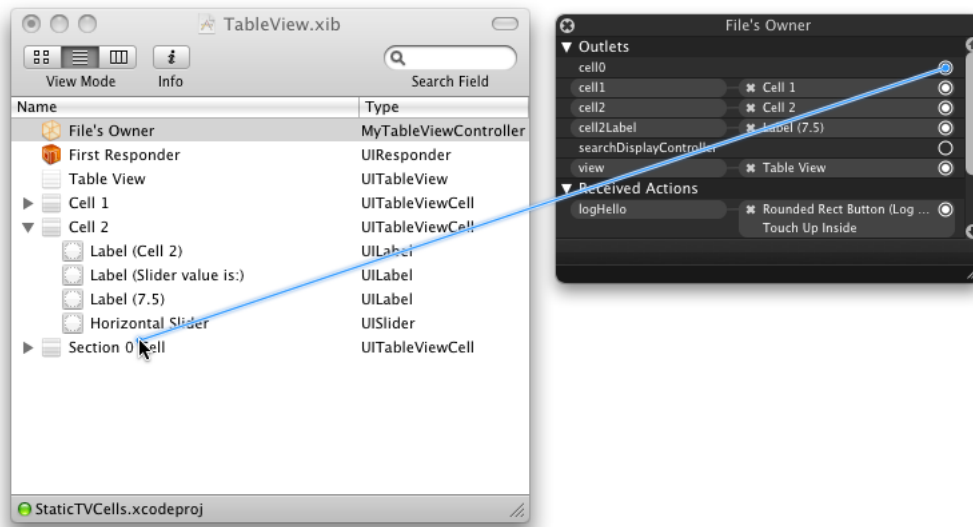 TableView.xib
View Mode
Info
Search Field
Name Type
File's Owner MyTableViewController
First Responder UIResponder
Table View UITableView
Cell 1 UITableViewCell
Cell 2 UITableViewCell
Label (Cell 2) UILabel
Label (Slider value is:) UILabel
Label (7.5) UILabel
Horizontal Slider UISlider
Section 0 Cell UITableViewCell
StaticTVCells.xcodeproj
File's Owner
Outlets
cell0
cell1 Cell 1
cell2 Cell 2
cell2Label Label (7.5)
searchDisplayController
view Table View
Received Actions
logHello Rounded Rect Button (Log ...
Touch Up Inside